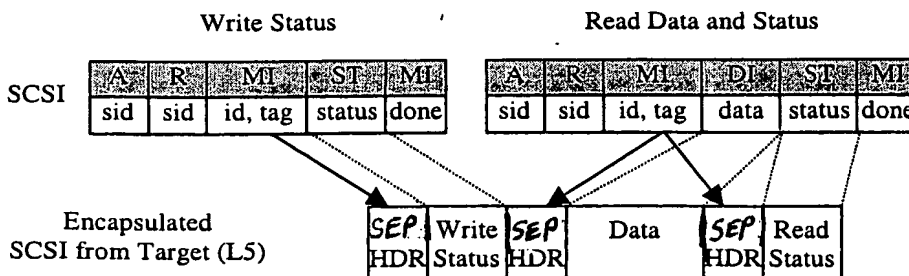 Write Status Read Data and Status
SCSI A R MI ST MI A R MI DI ST MI
sid sid id, tag status done sid sid id, tag data status done
Encapsulated SCSI from Target (L5)
SEP HDR Write Status SEP HDR Data SEP HDR Read Status